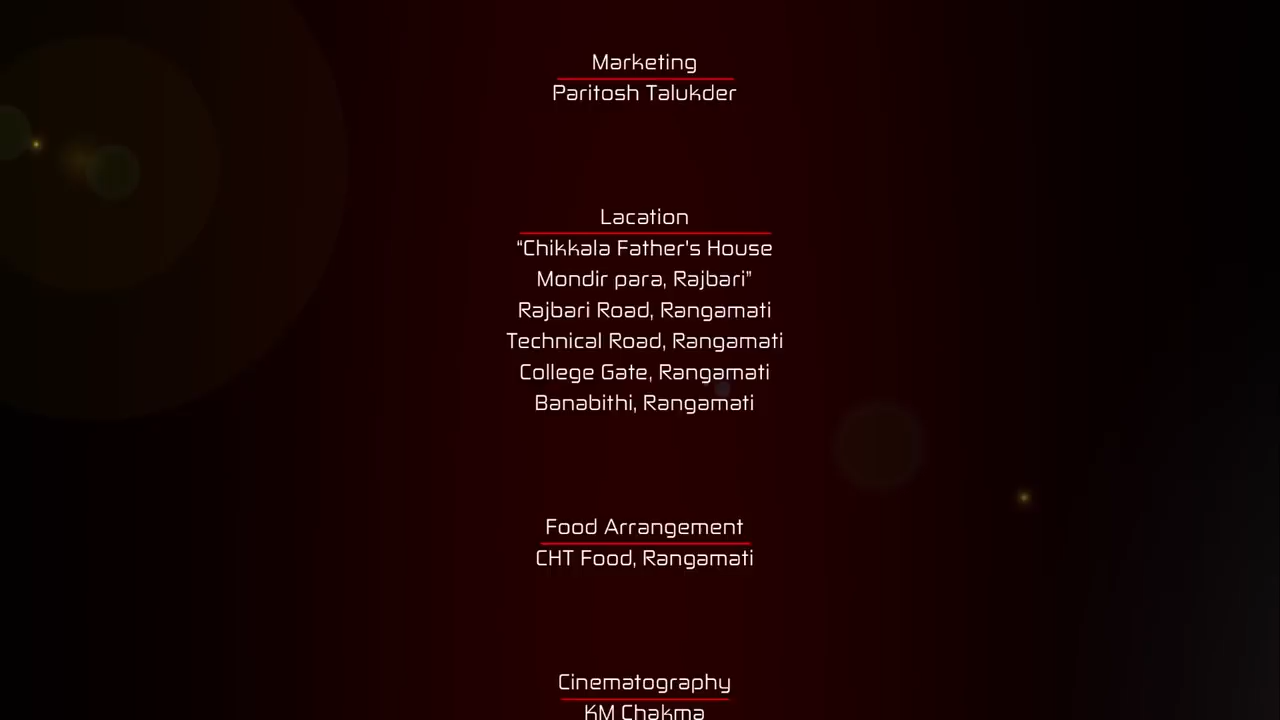 Marketing
Paritosh Talukder
Lacation
“Chikkala Father's House
Mondir para, Rajbari”
Rajbari Road, Rangamati
Technical Road, Rangamati
College Gate, Rangamati
Banabithi, Rangamati
Food Arrangement
CHT Food, Rangamati
Cinematography
KM Chakma